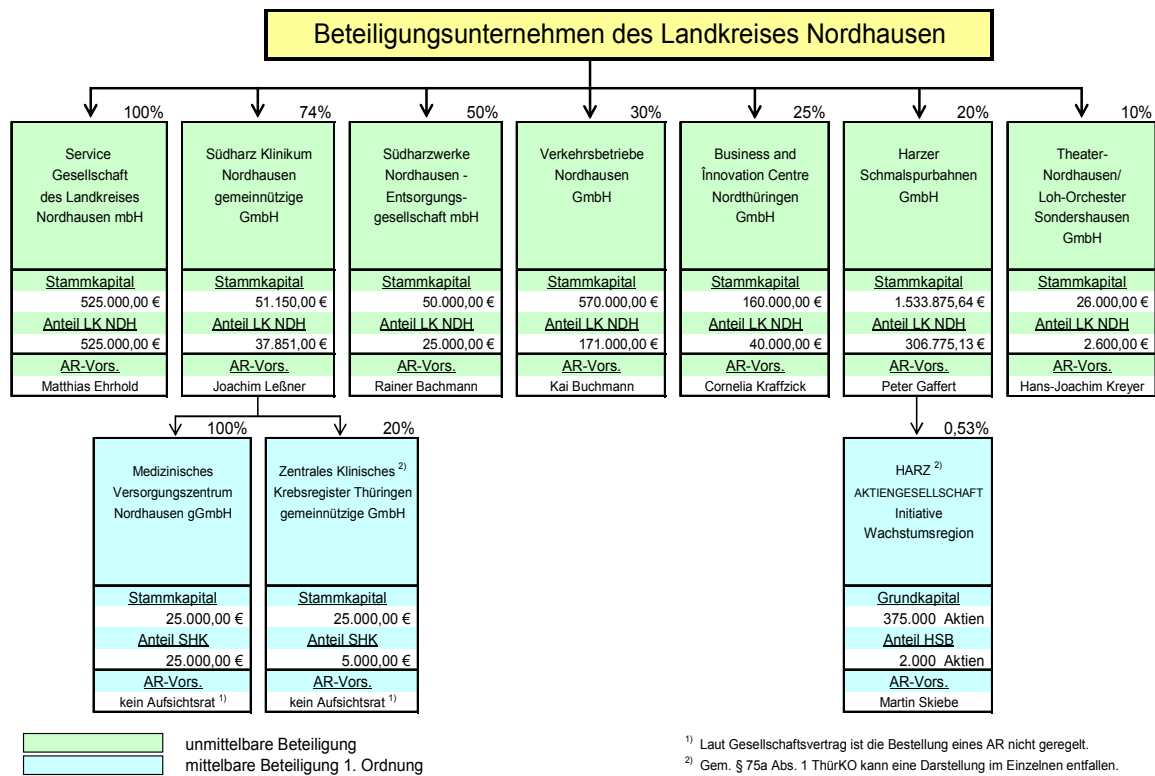 Beteiligungsunternehmen des Landkreises Nordhausen
100%
Service
Gesellschaft
des Landkreises
Nordhausen mbH
Stammkapital
525.000,00 €
Anteil LK NDH
525.000,00 €
AR-Vors.
Matthias Ehrhold
74%
Südharz Klinikum
Nordhausen
gemeinnützige
GmbH
Stammkapital
51.150,00 €
Anteil LK NDH
37.851,00 €
AR-Vors.
Joachim Leßner
50%
Südharzwerke
Nordhausen -
Entsorgungs-
gesellschaft mbH
Stammkapital
50.000,00 €
Anteil LK NDH
25.000,00 €
AR-Vors.
Rainer Bachmann
30%
Verkehrsbetriebe
Nordhausen
GmbH
Stammkapital
570.000,00 €
Anteil LK NDH
171.000,00 €
AR-Vors.
Kai Buchmann
25%
Business and
Înnovation Centre
Nordthüringen
GmbH
Stammkapital
160.000,00 €
Anteil LK NDH
40.000,00 €
AR-Vors.
Cornelia Kraffzick
20%
Harzer
Schmalspurbahnen
GmbH
Stammkapital
1.533.875,64 €
Anteil LK NDH
306.775,13 €
AR-Vors.
Peter Gaffert
10%
Theater-
Nordhausen/
Loh-Orchester
Sondershausen
GmbH
Stammkapital
26.000,00 €
Anteil LK NDH
2.600,00 €
AR-Vors.
Hans-Joachim Kreyer
100%
Medizinisches
Versorgungszentrum
Nordhausen gGmbH
Stammkapital
25.000,00 €
Anteil SHK
25.000,00 €
AR-Vors.
kein Aufsichtsrat 1)
20%
Zentrales Klinisches 2)
Krebsregister Thüringen
gemeinnützige GmbH
Stammkapital
25.000,00 €
Anteil SHK
5.000,00 €
AR-Vors.
kein Aufsichtsrat 1)
0,53%
HARZ 2)
AKTIENGESELLSCHAFT
Initiative
Wachstumsregion
Grundkapital
375.000 Aktien
Anteil HSB
2.000 Aktien
AR-Vors.
Martin Skiebe
unmittelbare Beteiligung
mittelbare Beteiligung 1. Ordnung
1) Laut Gesellschaftsvertrag ist die Bestellung eines AR nicht geregelt.
2) Gem. § 75a Abs. 1 ThürKO kann eine Darstellung im Einzelnen entfallen.